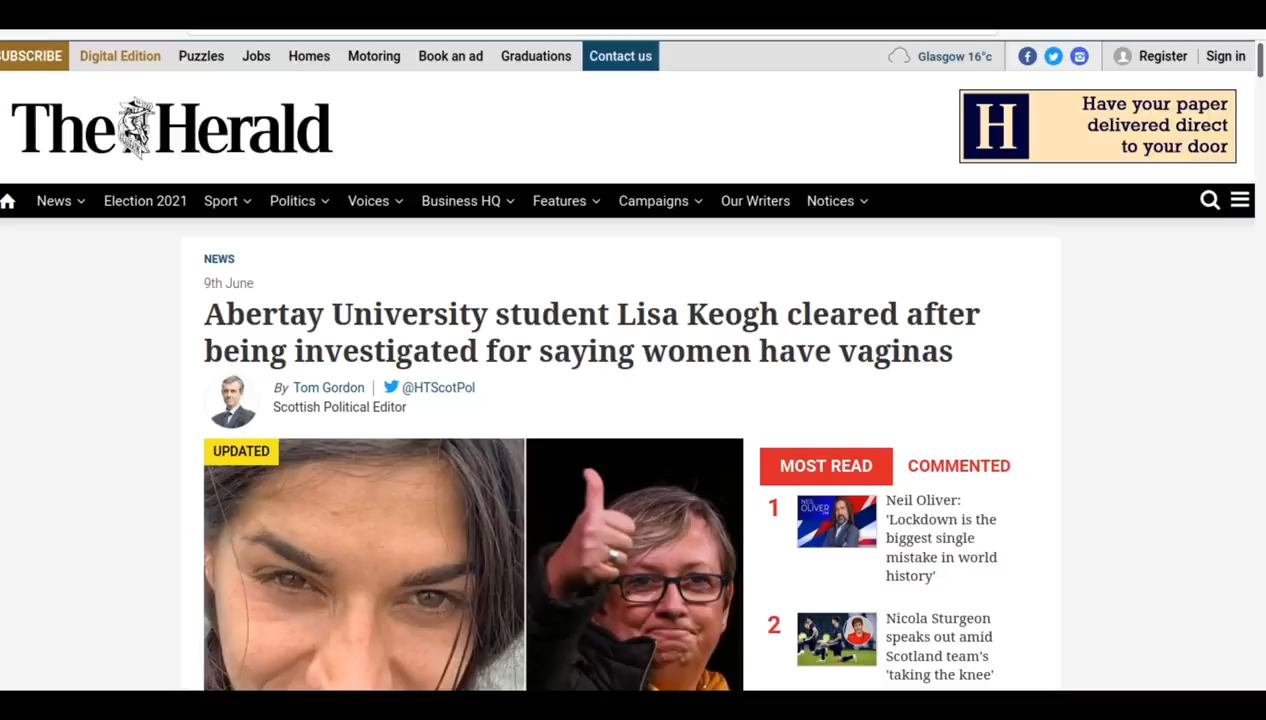 SUBSCRIBE Digital Edition Puzzles Jobs Homes Motoring Book an ad Graduations Contact us Glasgow 16°c Register Sign in
The Herald
H
Have your paper
delivered direct
to your door
News Election 2021 Sport Politics Voices Business HQ Features Campaigns Our Writers Notices
NEWS
9th June
Abertay University student Lisa Keogh cleared after
being investigated for saying women have vaginas
By Tom Gordon | @HTScotPol
Scottish Political Editor
UPDATED
MOST READ COMMENTED
1
NEIL
OLIVER
Neil Oliver:
'Lockdown is the
biggest single
mistake in world
history'
2
Nicola Sturgeon
speaks out amid
Scotland team's
'taking the knee'